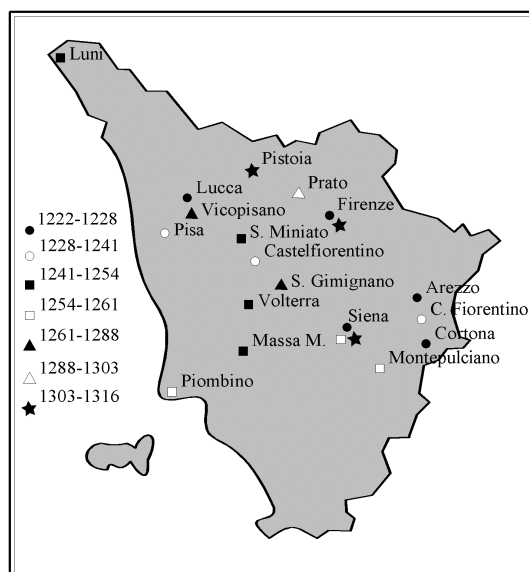 Luni
Pistoia
Prato
Lucca
Firenze
Vicopisano
1222-1228
Pisa
S. Miniato
1228-1241
Castelfiorentino
1241-1254
S. Gimignano
Arezzo
1254-1261
Volterra
C. Fiorentino
Siena
1261-1288
Cortona
Massa M.
Montepulciano
1288-1303
Piombino
1303-1316